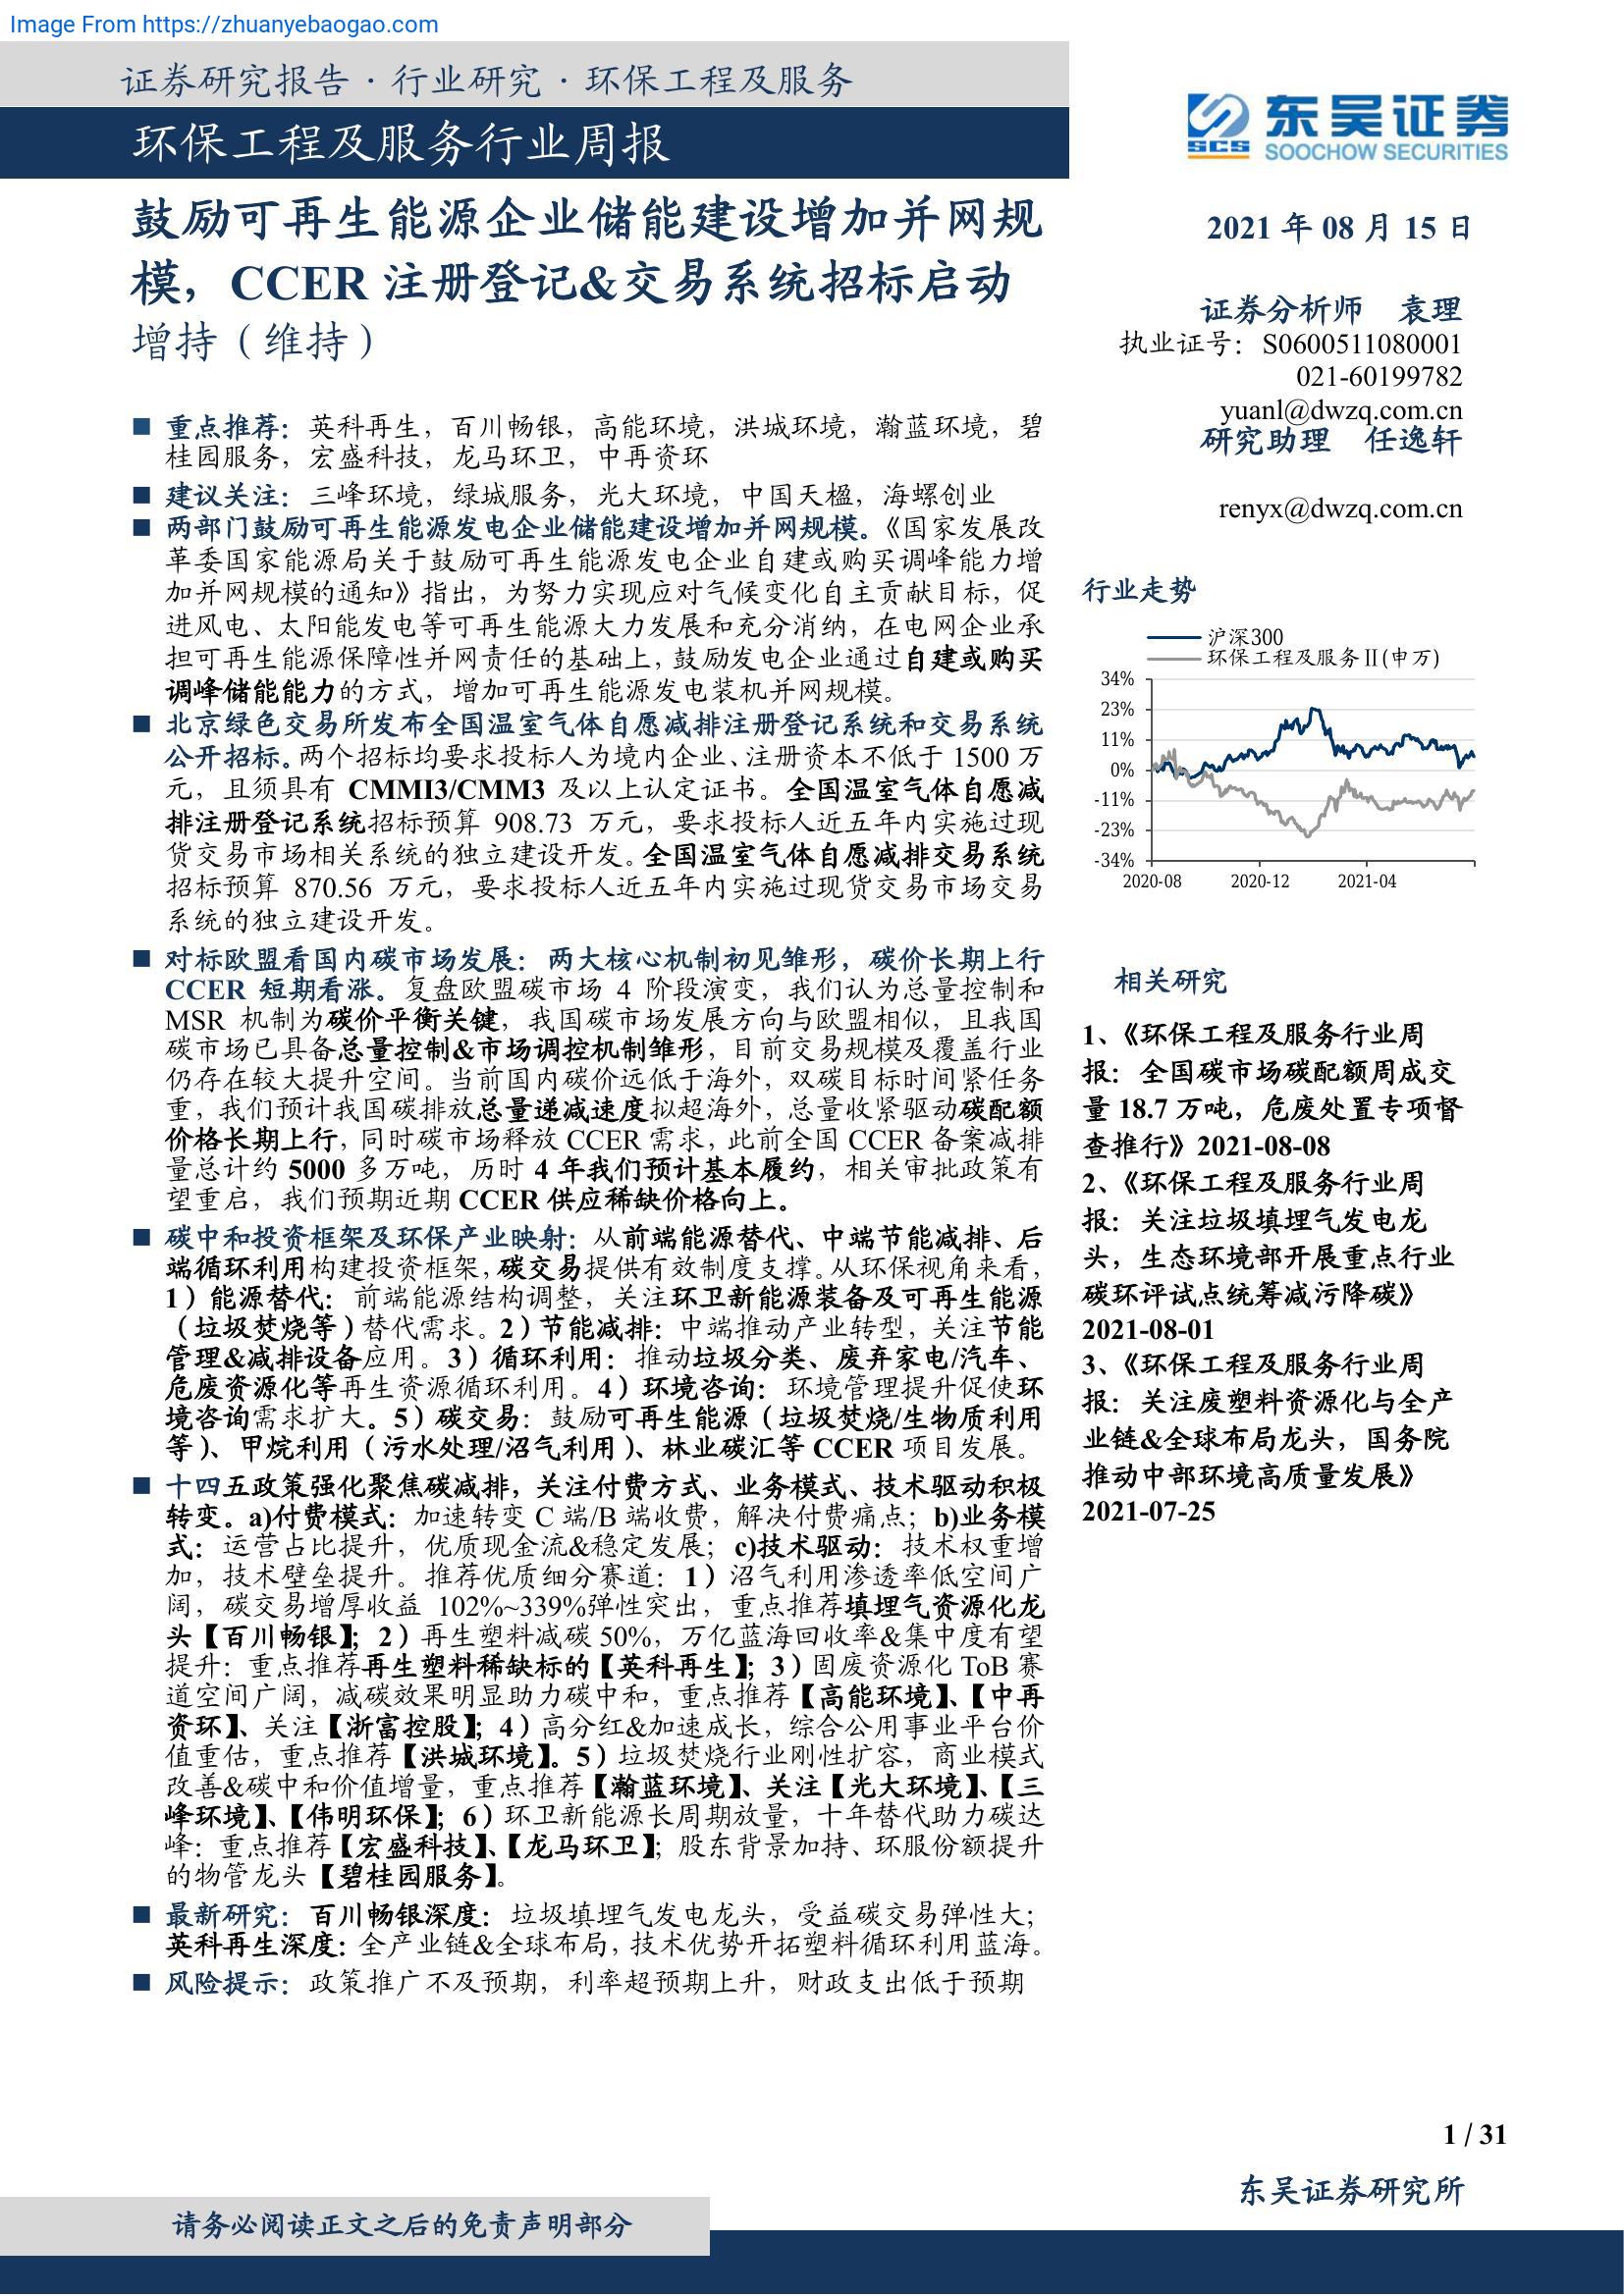 Image From https://zhuanyebaogao.com
证券研究报告·行业研究·环保工程及服务
环保工程及服务行业周报
东吴证券
SCS
SOOCHOW SECURITIES
鼓励可再生能源企业储能建设增加并网规
模，CCER 注册登记&交易系统招标启动
增持（维持）
■ 重点推荐：英科再生，百川畅银，高能环境，洪城环境，瀚蓝环境，碧
桂园服务，宏盛科技，龙马环卫，中再资环
■ 建议关注：三峰环境，绿城服务，光大环境，中国天楹，海螺创业
■ 两部门鼓励可再生能源发电企业储能建设增加并网规模。《国家发展改
革委国家能源局关于鼓励可再生能源发电企业自建或购买调峰能力增
加并网规模的通知》指出，为努力实现应对气候变化自主贡献目标，促
进风电、太阳能发电等可再生能源大力发展和充分消纳，在电网企业承
担可再生能源保障性并网责任的基础上，鼓励发电企业通过自建或购买
调峰储能能力的方式，增加可再生能源发电装机并网规模。
■ 北京绿色交易所发布全国温室气体自愿减排注册登记系统和交易系统
公开招标。两个招标均要求投标人为境内企业、注册资本不低于 1500 万
元，且须具有 CMMI3/CMM3 及以上认定证书。全国温室气体自愿减
排注册登记系统招标预算 908.73 万元，要求投标人近五年内实施过现
货交易市场相关系统的独立建设开发。全国温室气体自愿减排交易系统
招标预算 870.56 万元，要求投标人近五年内实施过现货交易市场交易
系统的独立建设开发。
■ 对标欧盟看国内碳市场发展：两大核心机制初见雏形，碳价长期上行
CCER 短期看涨。复盘欧盟碳市场 4 阶段演变，我们认为总量控制和
MSR 机制为碳价平衡关键，我国碳市场发展方向与欧盟相似，且我国
碳市场已具备总量控制&市场调控机制雏形，目前交易规模及覆盖行业
仍存在较大提升空间。当前国内碳价远低于海外，双碳目标时间紧任务
重，我们预计我国碳排放总量递减速度拟超海外，总量收紧驱动碳配额
价格长期上行，同时碳市场释放 CCER 需求，此前全国 CCER 备案减排
量总计约 5000 多万吨，历时 4 年我们预计基本履约，相关审批政策有
望重启，我们预期近期 CCER 供应稀缺价格向上。
■ 碳中和投资框架及环保产业映射：从前端能源替代、中端节能减排、后
端循环利用构建投资框架，碳交易提供有效制度支撑。从环保视角来看，
1）能源替代：前端能源结构调整，关注环卫新能源装备及可再生能源
（垃圾焚烧等）替代需求。2）节能减排：中端推动产业转型，关注节能
管理&减排设备应用。3）循环利用：推动垃圾分类、废弃家电/汽车、
危废资源化等再生资源循环利用。4）环境咨询：环境管理提升促使环
境咨询需求扩大。5）碳交易：鼓励可再生能源（垃圾焚烧/生物质利用
等）、甲烷利用（污水处理/沼气利用）、林业碳汇等 CCER 项目发展。
■ 十四五政策强化聚焦碳减排，关注付费方式、业务模式、技术驱动积极
转变。a)付费模式：加速转变 C 端/B 端收费，解决付费痛点；b)业务模
式：运营占比提升，优质现金流&稳定发展；c)技术驱动：技术权重增
加，技术壁垒提升。推荐优质细分赛道：1）沼气利用渗透率低空间广
阔，碳交易增厚收益 102%~339%弹性突出，重点推荐填埋气资源化龙
头【百川畅银】；2）再生塑料减碳 50%，万亿蓝海回收率&集中度有望
提升：重点推荐再生塑料稀缺标的【英科再生】；3）固废资源化 ToB 赛
道空间广阔，减碳效果明显助力碳中和，重点推荐【高能环境】、【中再
资环】、关注【浙富控股】；4）高分红&加速成长，综合公用事业平台价
值重估，重点推荐【洪城环境】。5）垃圾焚烧行业刚性扩容，商业模式
改善&碳中和价值增量，重点推荐【瀚蓝环境】、关注【光大环境】、【三
峰环境】、【伟明环保】；6）环卫新能源长周期放量，十年替代助力碳达
峰：重点推荐【宏盛科技】、【龙马环卫】；股东背景加持、环服份额提升
的物管龙头【碧桂园服务】。
■ 最新研究：百川畅银深度：垃圾填埋气发电龙头，受益碳交易弹性大；
英科再生深度：全产业链&全球布局，技术优势开拓塑料循环利用蓝海。
■ 风险提示：政策推广不及预期，利率超预期上升，财政支出低于预期
2021 年 08 月 15 日
证券分析师 袁理
执业证号：S0600511080001
021-60199782
yuanl@dwzq.com.cn
研究助理 任逸轩
renyx@dwzq.com.cn
行业走势
沪深300
环保工程及服务Ⅱ(申万)
34%
23%
11%
0%
-11%
-23%
-34%
2020-08 2020-12 2021-04
相关研究
1、《环保工程及服务行业周
报：全国碳市场碳配额周成交
量 18.7 万吨，危废处置专项督
查推行》2021-08-08
2、《环保工程及服务行业周
报：关注垃圾填埋气发电龙
头，生态环境部开展重点行业
碳环评试点统筹减污降碳》
2021-08-01
3、《环保工程及服务行业周
报：关注废塑料资源化与全产
业链&全球布局龙头，国务院
推动中部环境高质量发展》
2021-07-25
1 / 31
东吴证券研究所
请务必阅读正文之后的免责声明部分